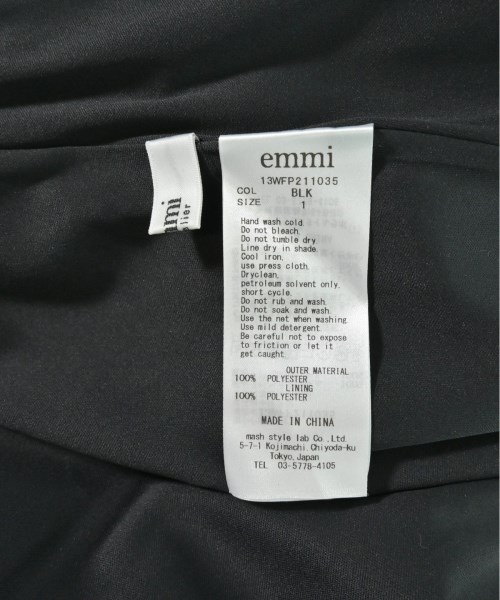 emmi
lier
emmi
13WFP211035
COL BLK
SIZE 1
Hand wash cold.
Do not bleach.
Do not tumble dry.
Line dry in shade.
Cool iron.
use press cloth.
Dryclean,
petroleum solvent only.
short cycle.
Do not rub and wash.
Do not soak and wash.
Use the net when washing.
Use mild detergent.
Be careful not to expose
to friction or let it
get caught.
OUTER MATERIAL
100% POLYESTER
LINING
100% POLYESTER
MADE IN CHINA
mash style lab Co.,Ltd.
5-7-1 Kojimachi Chiyoda-ku
Tokyo,Japan
TEL 03-5778-4105